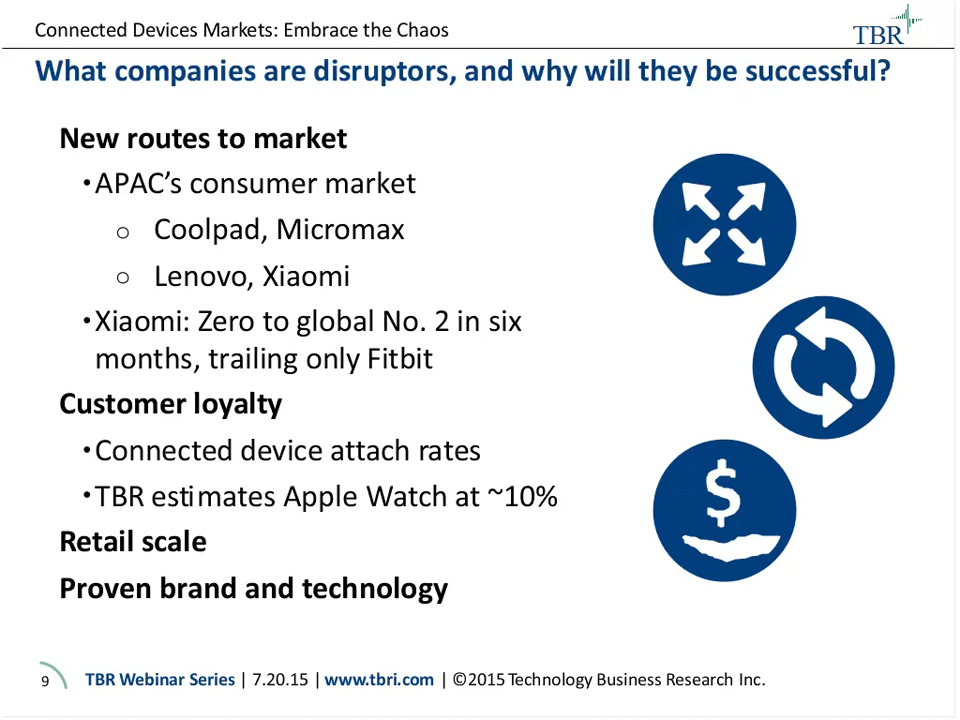 Connected Devices Markets: Embrace the Chaos
TBR
What companies are disruptors, and why will they be successful?
New routes to market
• APAC’s consumer market
○ Coolpad, Micromax
○ Lenovo, Xiaomi
• Xiaomi: Zero to global No. 2 in six
months, trailing only Fitbit
Customer loyalty
• Connected device attach rates
• TBR estimates Apple Watch at ~10%
Retail scale
Proven brand and technology
$
9 TBR Webinar Series | 7.20.15 | www.tbri.com | ©2015 Technology Business Research Inc.